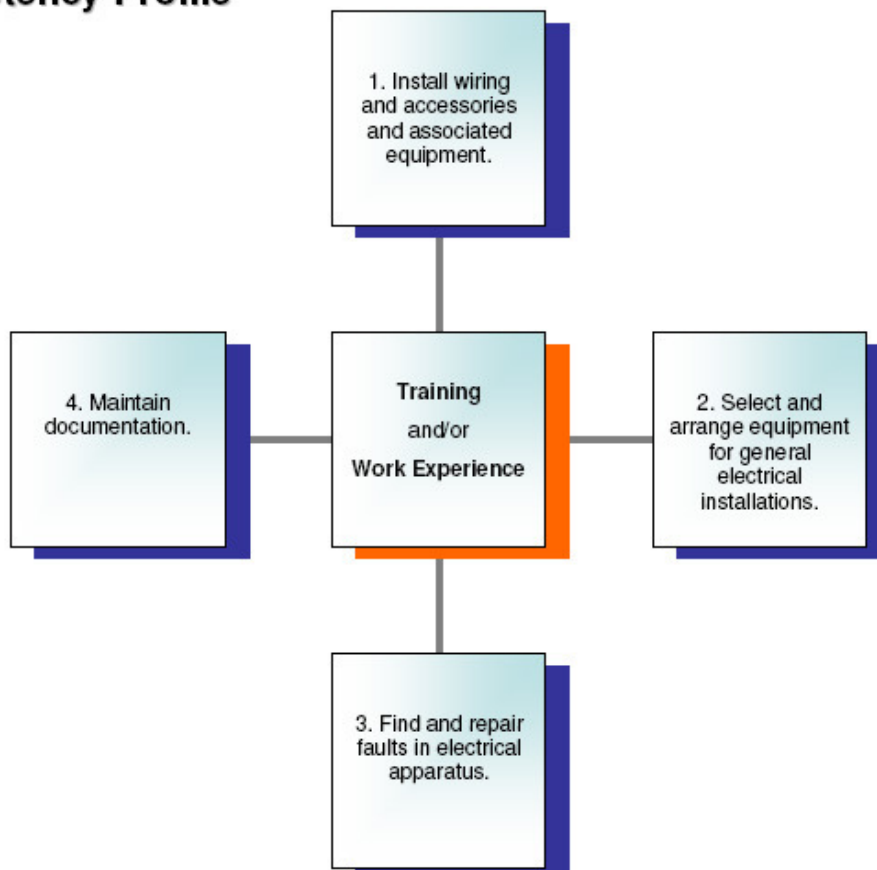 Profile
1. Install wiring
and accessories
and associated
equipment.
4. Maintain
documentation.
Training
and/or
Work Experience
2. Select and
arrange equipment
for general
electrical
installations.
3. Find and repair
faults in electrical
apparatus.